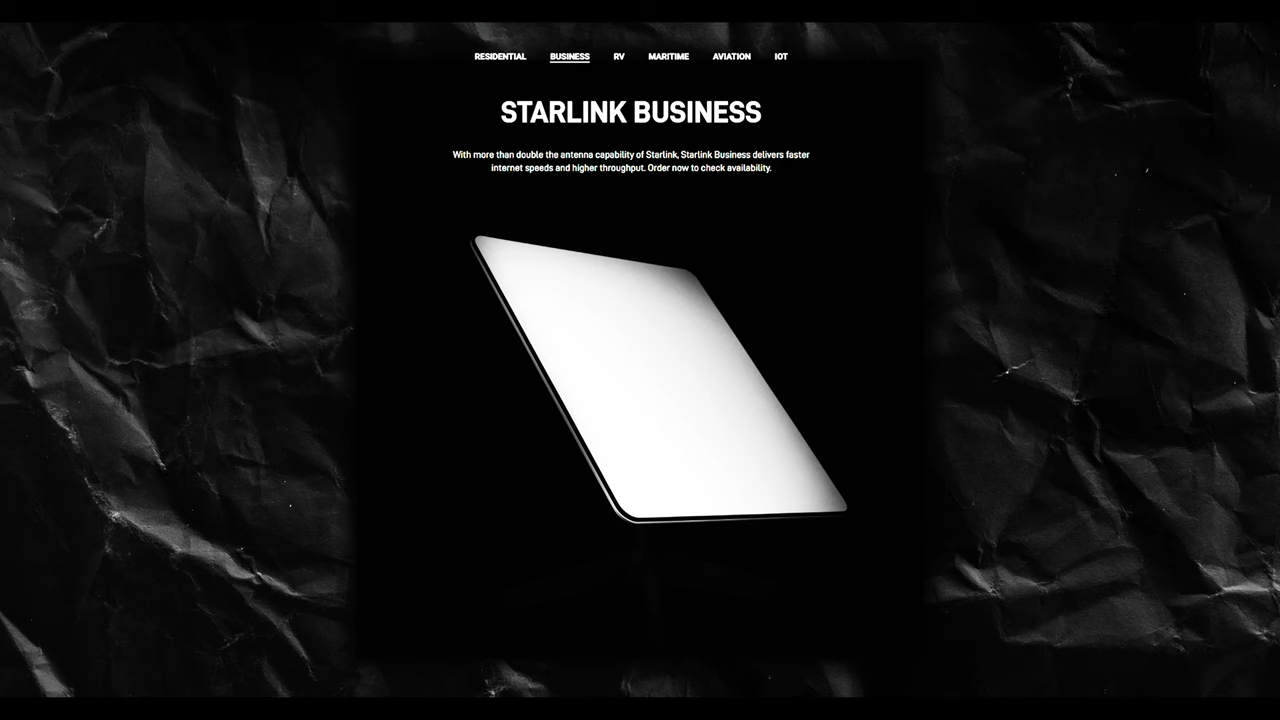 RESIDENTIAL BUSINESS RV MARITIME AVIATION IOT
STARLINK BUSINESS
With more than double the antenna capability of Starlink, Starlink Business delivers faster
internet speeds and higher throughput. Order now to check availability.